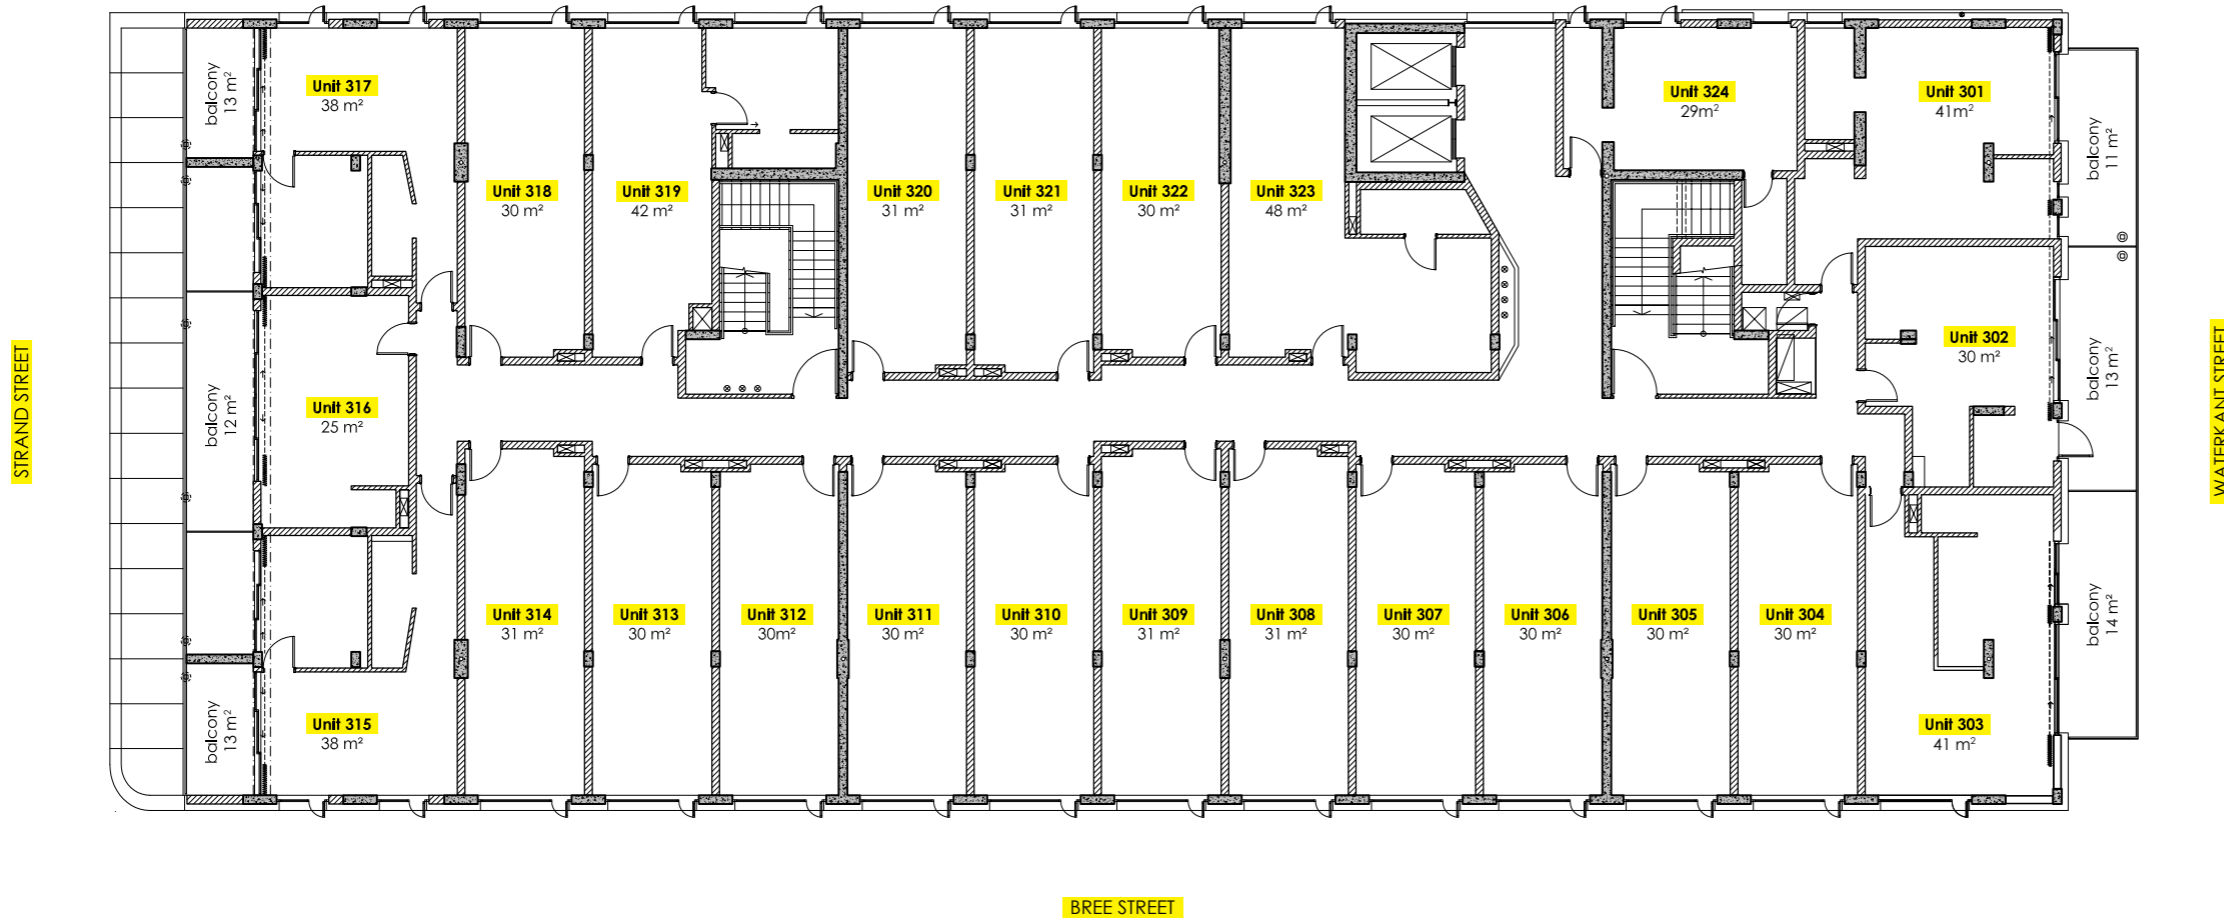 balcony
13 m²
Unit 317
38 m²
Unit 318
30 m²
Unit 319
42 m²
Unit 320
31 m²
Unit 321
31 m²
Unit 322
30 m²
Unit 323
48 m²
Unit 324
29m²
Unit 301
41m²
balcony
11 m²
STRAND STREET
balcony
12 m²
Unit 316
25 m²
Unit 302
30 m²
balcony
13 m²
WATERKANT STREET
balcony
13 m²
Unit 315
38 m²
Unit 314
31 m²
Unit 313
30 m²
Unit 312
30m²
Unit 311
30 m²
Unit 310
30 m²
Unit 309
31 m²
Unit 308
31 m²
Unit 307
30 m²
Unit 306
30 m²
Unit 305
30 m²
Unit 304
30 m²
Unit 303
41 m²
balcony
14 m²
BREE STREET